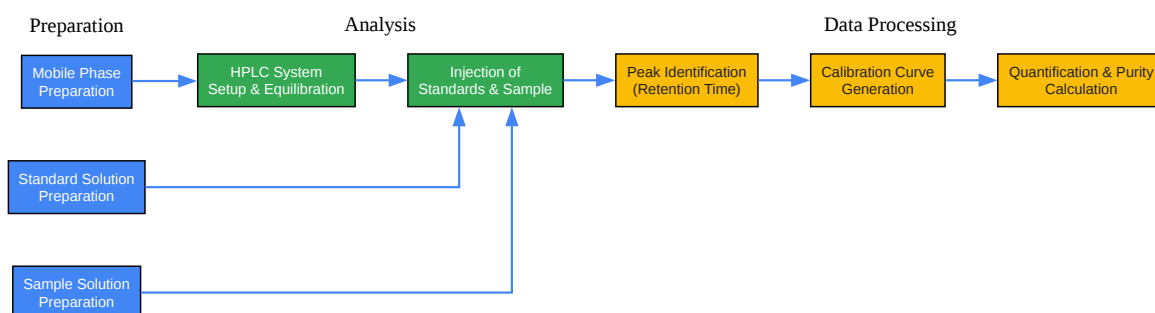 Preparation
Analysis
Data Processing
Mobile Phase
Preparation
HPLC System
Setup & Equilibration
Injection of
Standards & Sample
Peak Identification
(Retention Time)
Calibration Curve
Generation
Quantification & Purity
Calculation
Standard Solution
Preparation
Sample Solution
Preparation